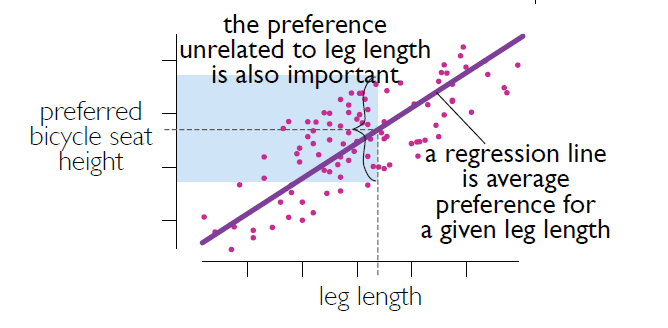 the preference
unrelated to leg length
is also important
preferred
bicycle seat
height
a regression line
is average
preference for
a given leg length
leg length